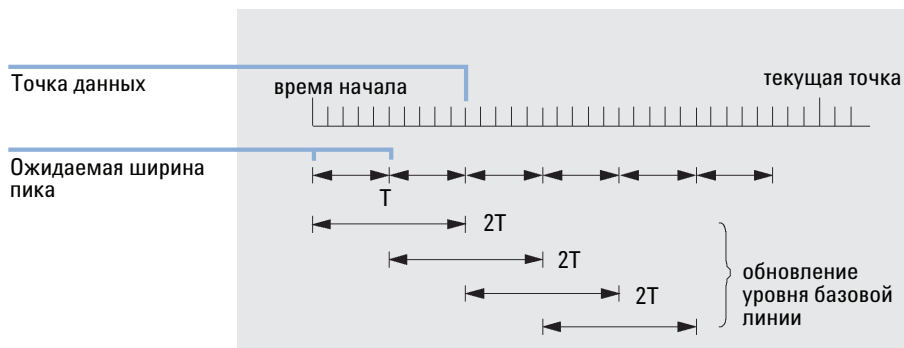 Точка данных
время начала
текущая точка
Ожидаемая ширина
пика
T
2T
2T
2T
обновление
уровня базовой
линии